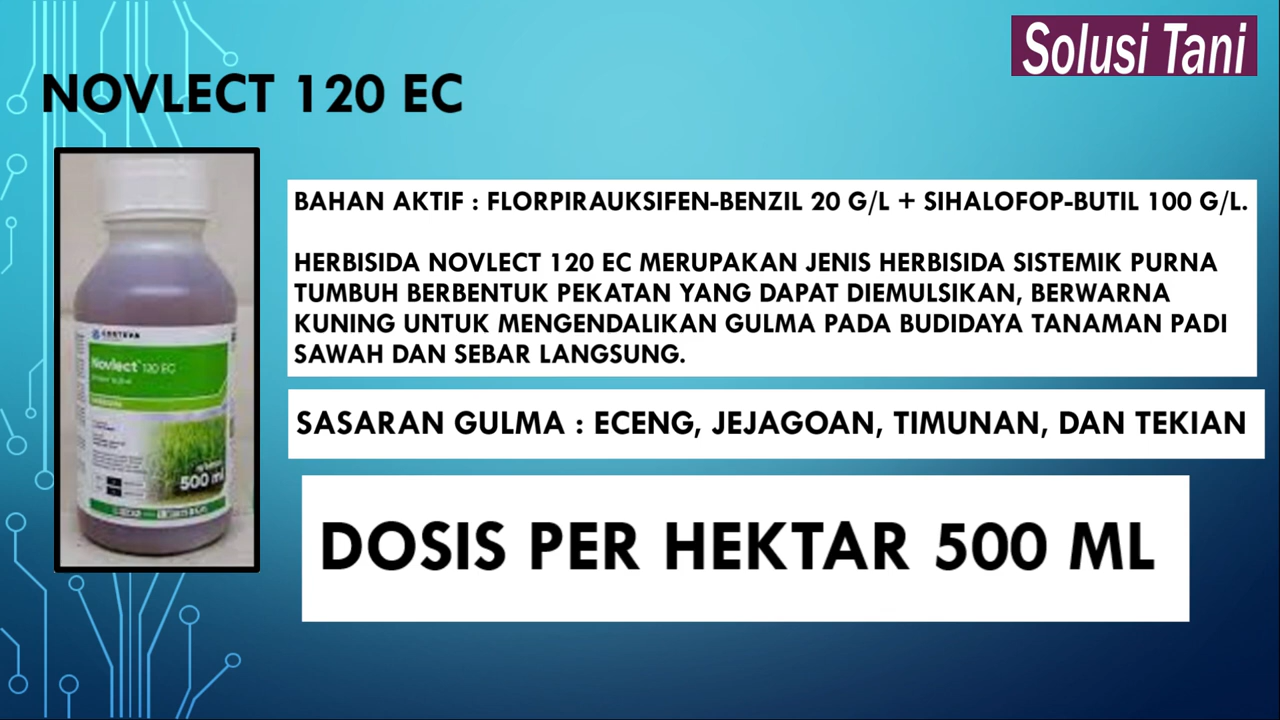 Solusi Tani
NOVLECT 120 EC
BAHAN AKTIF : FLORPIRAUKSIFEN-BENZIL 20 G/L + SIHALOFOP-BUTIL 100 G/L.
HERBISIDA NOVLECT 120 EC MERUPAKAN JENIS HERBISIDA SISTEMIK PURNA
TUMBUH BERBENTUK PEKATAN YANG DAPAT DIEMULSIKAN, BERWARNA
KUNING UNTUK MENGENDALIKAN GULMA PADA BUDIDAYA TANAMAN PADI
SAWAH DAN SEBAR LANGSUNG.
SASARAN GULMA : ECENG, JEJAGOAN, TIMUNAN, DAN TEKIAN
DOSIS PER HEKTAR 500 ML
CORTEVA
Novlect 120 EC
500 ml